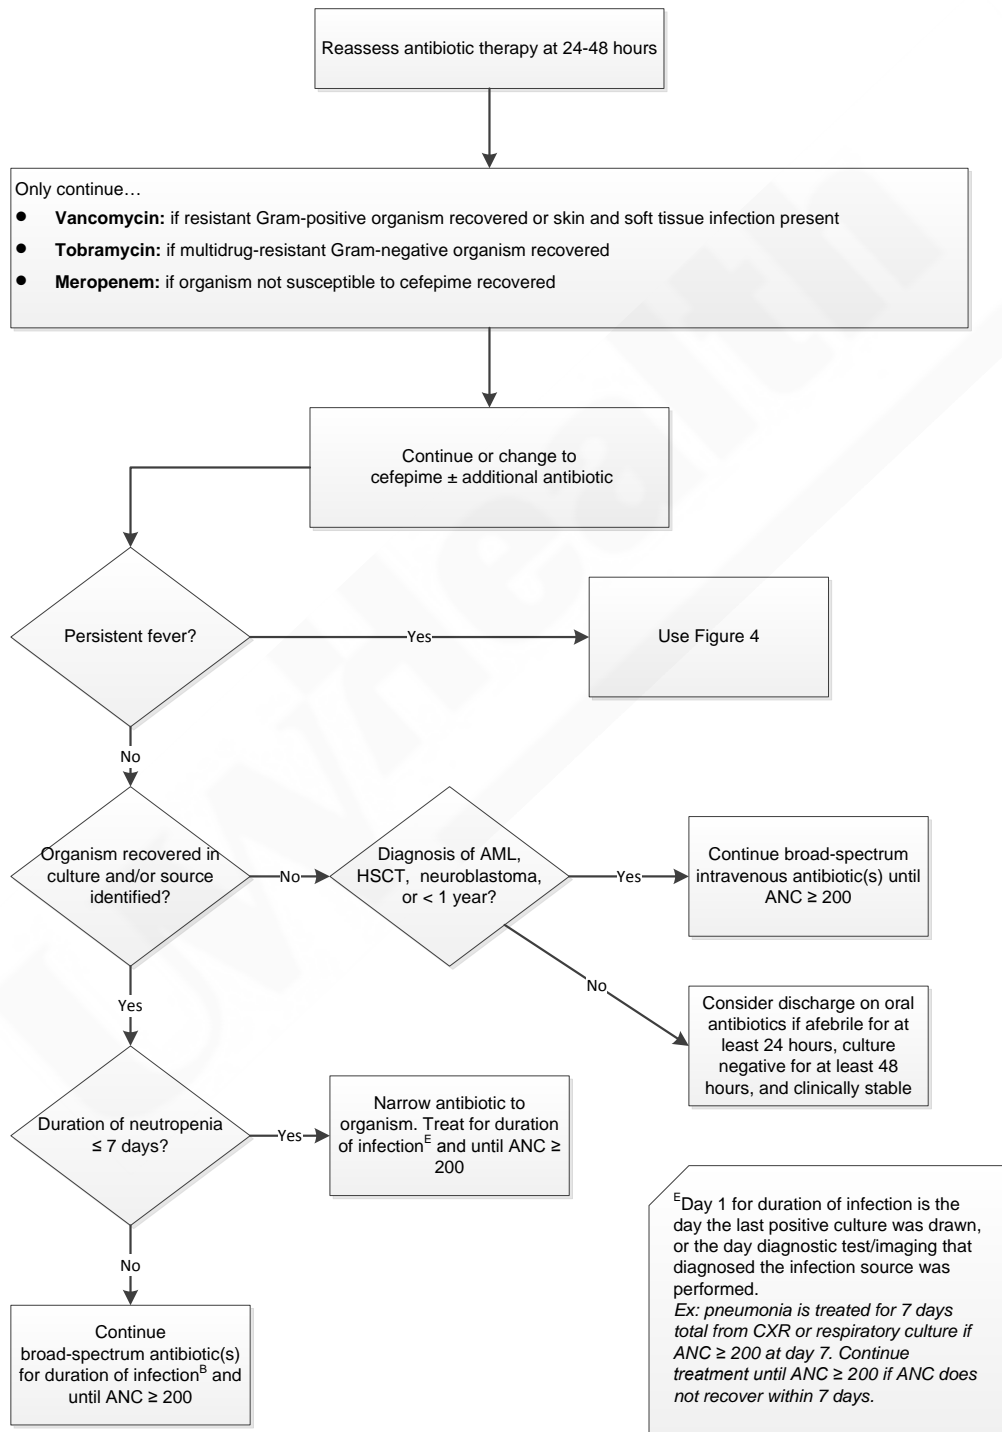 Reassess antibiotic therapy at 24-48 hours
Only continue…
● Vancomycin: if resistant Gram-positive organism recovered or skin and soft tissue infection present
● Tobramycin: if multidrug-resistant Gram-negative organism recovered
● Meropenem: if organism not susceptible to cefepime recovered
Continue or change to
cefepime ± additional antibiotic
Persistent fever?
Yes
Use Figure 4
No
Organism recovered in
culture and/or source
identified?
No
Diagnosis of AML,
HSCT, neuroblastoma,
or < 1 year?
Yes
Continue broad-spectrum
intravenous antibiotic(s) until
ANC ≥ 200
No
Consider discharge on oral
antibiotics if afebrile for at
least 24 hours, culture
negative for at least 48
hours, and clinically stable
Yes
Duration of neutropenia
≤ 7 days?
Yes
Narrow antibiotic to
organism. Treat for duration
of infectionᴱ and until ANC ≥
200
No
Continue
broad-spectrum antibiotic(s)
for duration of infectionᴮ and
until ANC ≥ 200
ᴱDay 1 for duration of infection is the
day the last positive culture was drawn,
or the day diagnostic test/imaging that
diagnosed the infection source was
performed.
Ex: pneumonia is treated for 7 days
total from CXR or respiratory culture if
ANC ≥ 200 at day 7. Continue
treatment until ANC ≥ 200 if ANC does
not recover within 7 days.
UWHealth